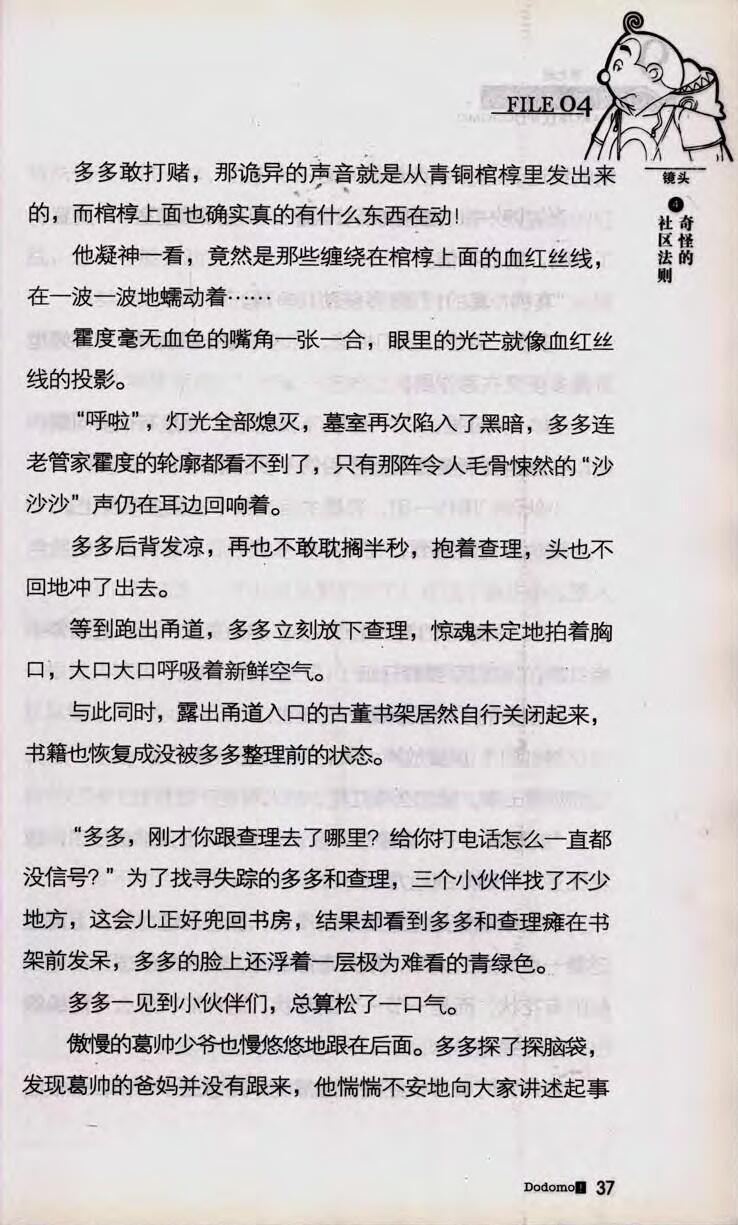 FILE 04
镜头
4
奇怪的
社区法则
多多敢打赌，那诡异的声音就是从青铜棺椁里发出来
的，而棺椁上面也确实真的有什么东西在动！
他凝神一看，竟然是那些缠绕在棺椁上面的血红丝线，
在一波一波地蠕动着……
霍度毫无血色的嘴角一张一合，眼里的光芒就像血红丝
线的投影。
“呼啦”，灯光全部熄灭，墓室再次陷入了黑暗，多多连
老管家霍度的轮廓都看不到了，只有那阵令人毛骨悚然的“沙
沙沙”声仍在耳边回响着。
多多后背发凉，再也不敢耽搁半秒，抱着查理，头也不
回地冲了出去。
等到跑出甬道，多多立刻放下查理，惊魂未定地拍着胸
口，大口大口呼吸着新鲜空气。
与此同时，露出甬道入口的古董书架居然自行关闭起来，
书籍也恢复成没被多多整理前的状态。
“多多，刚才你跟查理去了哪里？给你打电话怎么一直都
没信号？”为了找寻失踪的多多和查理，三个小伙伴找了不少
地方，这会儿正好兜回书房，结果却看到多多和查理瘫在书
架前发呆，多多的脸上还浮着一层极为难看的青绿色。
多多一见到小伙伴们，总算松了一口气。
傲慢的葛帅少爷也慢悠悠地跟在后面。多多探了探脑袋，
发现葛帅的爸妈并没有跟来，他惴惴不安地向大家讲述起事
Dodomo! 37